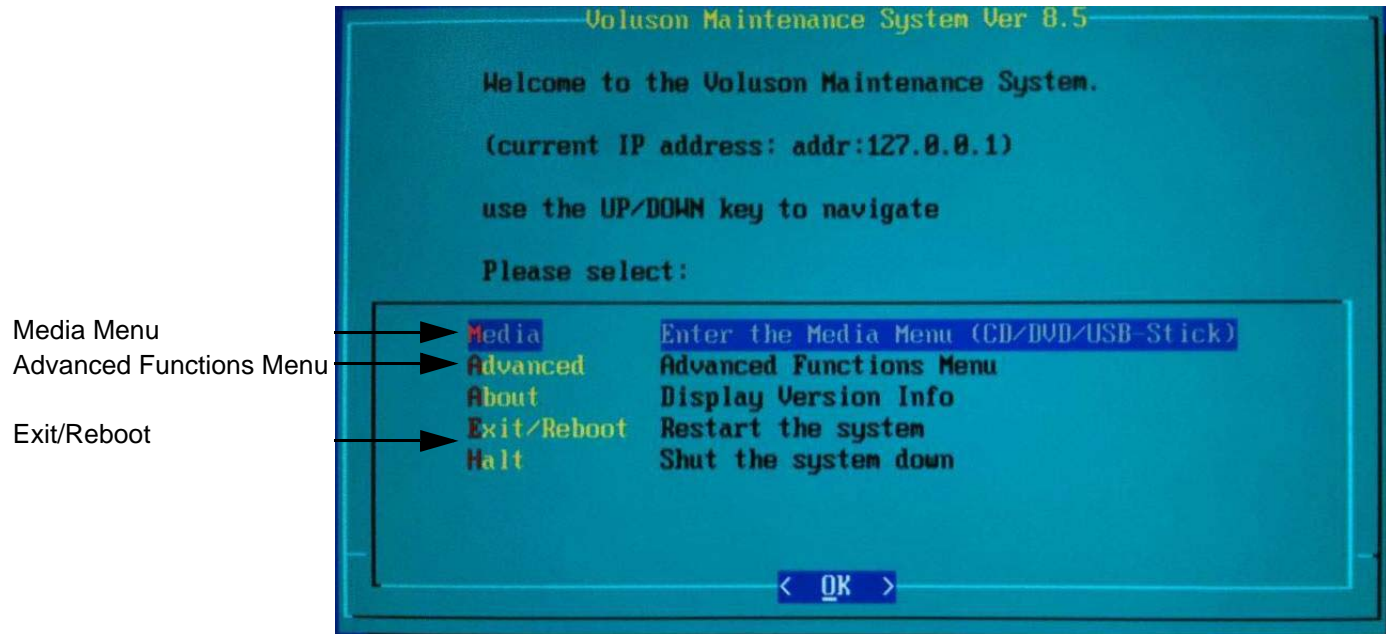 Voluson Maintenance System Ver 8.5
Welcome to the Voluson Maintenance System.
(current IP address: addr:127.0.0.1)
use the UP/DOWN key to navigate
Please select:
Media Menu
Media Enter the Media Menu (CD/DVD/USB-Stick)
Advanced Functions Menu
Advanced Advanced Functions Menu
About Display Version Info
Exit/Reboot
Exit/Reboot Restart the system
Halt Shut the system down
< OK >